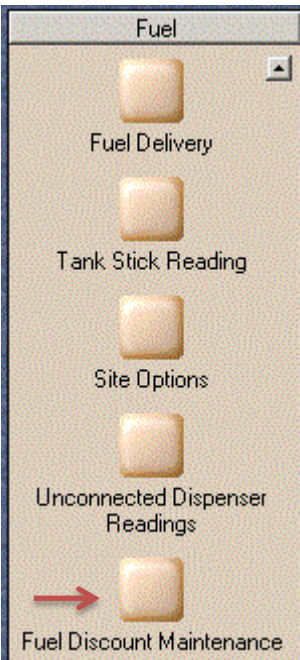 Fuel
Fuel Delivery
Tank Stick Reading
Site Options
Unconnected Dispenser
Readings
Fuel Discount Maintenance